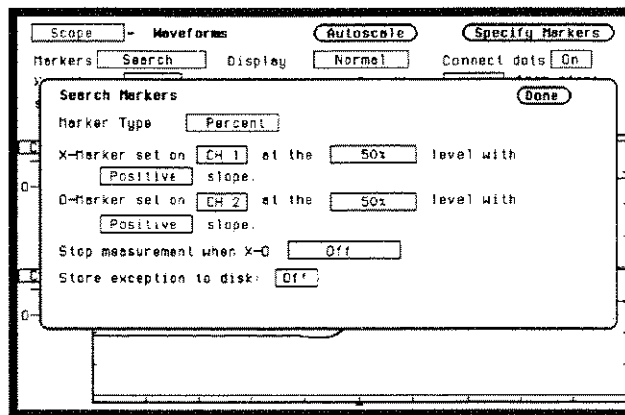 Scope - Waveforms Autoscale Specify Markers
Markers Search Display Normal Connect dots On
Search Markers Done
Marker Type Percent
X-Marker set on CH 1 at the 50% level with
Positive slope.
O-Marker set on CH 2 at the 50% level with
Positive slope.
Stop measurement when X-O Off
Store exception to disk: Off